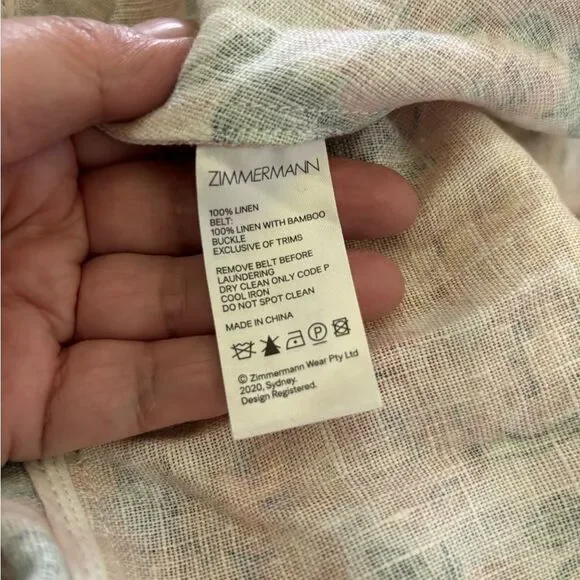 ZIMMERMANN
100% LINEN
BELT:
100% LINEN WITH BAMBOO
BUCKLE
EXCLUSIVE OF TRIMS
REMOVE BELT BEFORE
LAUNDERING
DRY CLEAN ONLY CODE P
COOL IRON
DO NOT SPOT CLEAN
MADE IN CHINA
P
© Zimmermann Wear Pty Ltd
2020, Sydney.
Design Registered.